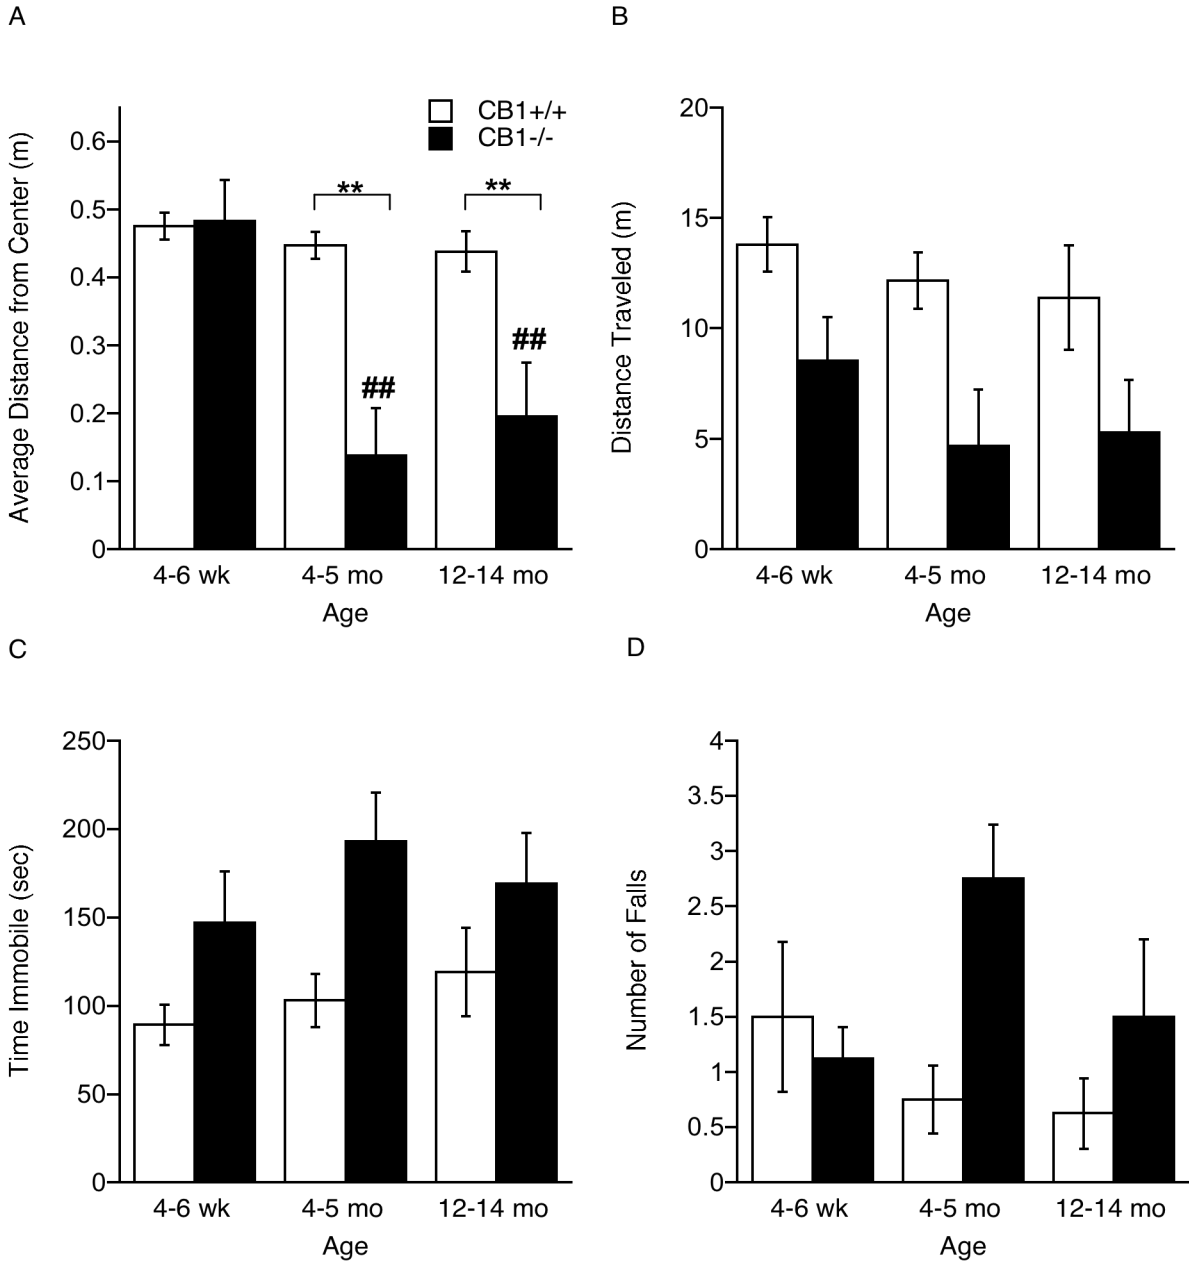 A
Average Distance from Center (m)
0.6
0.5
0.4
0.3
0.2
0.1
0
CB1+/+
CB1-/-
**
**
##
##
4-6 wk 4-5 mo 12-14 mo
Age
B
Distance Traveled (m)
20
15
10
5
0
4-6 wk 4-5 mo 12-14 mo
Age
C
Time Immobile (sec)
250
200
150
100
50
0
4-6 wk 4-5 mo 12-14 mo
Age
D
Number of Falls
4
3.5
3
2.5
2
1.5
1
0.5
0
4-6 wk 4-5 mo 12-14 mo
Age